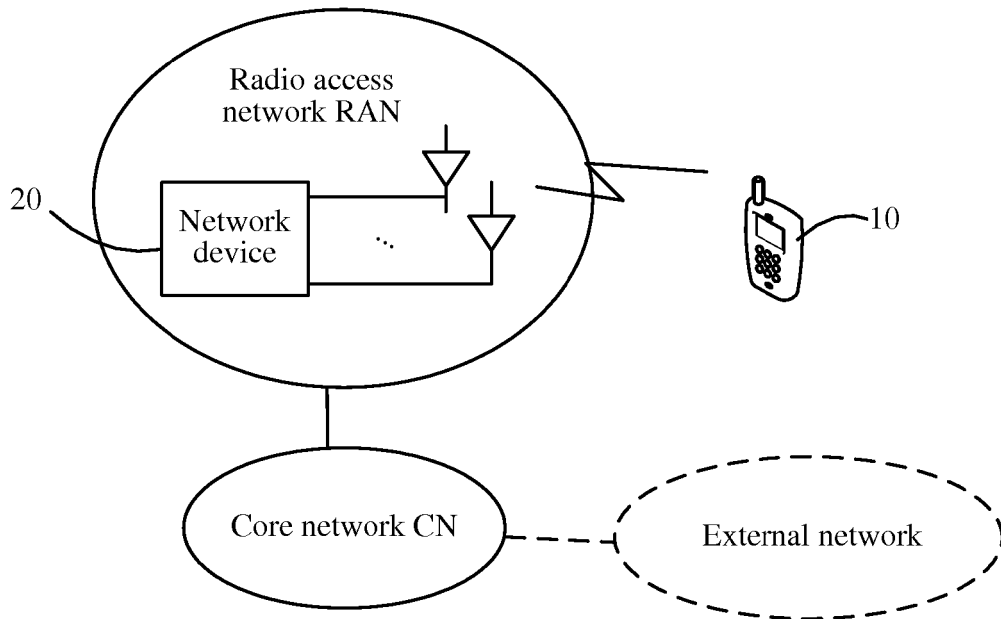 Radio access
network RAN
20
Network
device
...
10
Core network CN
External network